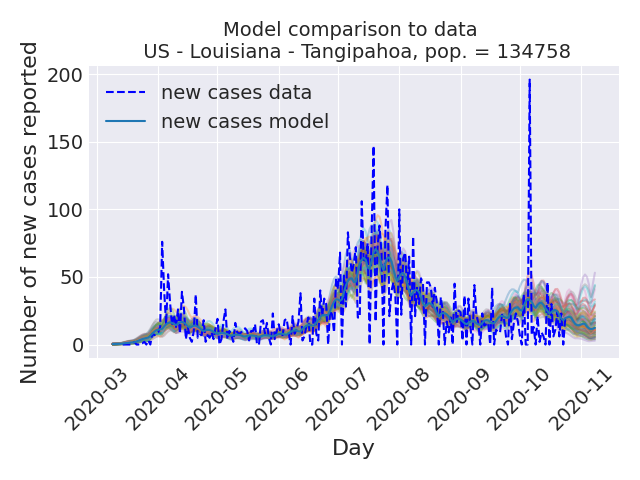 Model comparison to data
US - Louisiana - Tangipahoa, pop. = 134758
Number of new cases reported
200
150
100
50
0
new cases data
new cases model
2020-03
2020-04
2020-05
2020-06
2020-07
2020-08
2020-09
2020-10
2020-11
Day